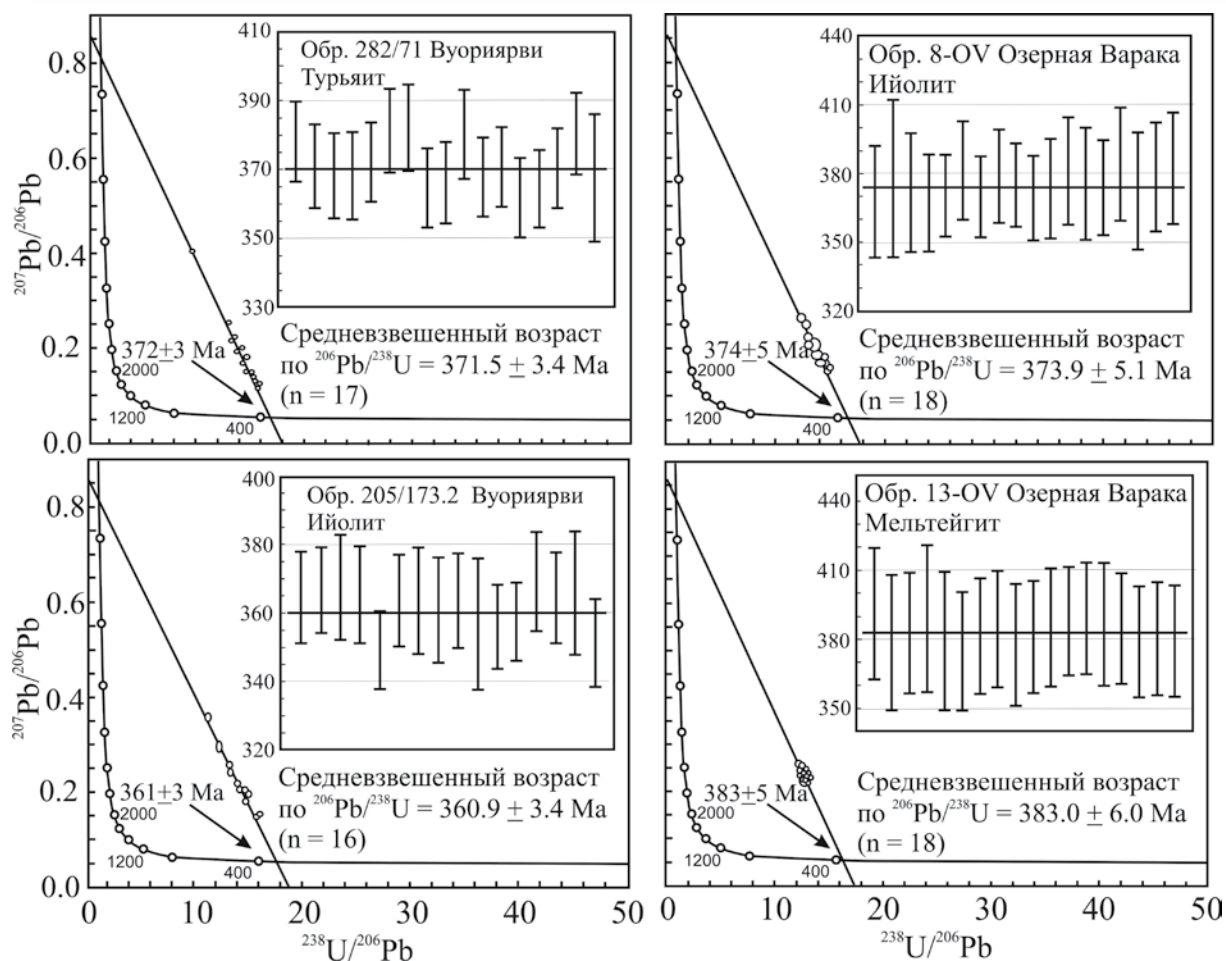 0.8
0.6
0.4
0.2
0.0
²⁰⁷Pb/²⁰⁶Pb
410
390
370
350
330
Обр. 282/71 Вуориярви
Турьяит
Средневзвешенный возраст
по ²⁰⁶Pb/²³⁸U = 371.5 ± 3.4 Ma
(n = 17)
372±3 Ma
2000
1200
400
440
410
380
350
320
Обр. 8-OV Озерная Варака
Ийолит
Средневзвешенный возраст
по ²⁰⁶Pb/²³⁸U = 373.9 ± 5.1 Ma
(n = 18)
374±5 Ma
2000
1200
400
0.8
0.6
0.4
0.2
0.0
²⁰⁷Pb/²⁰⁶Pb
400
380
360
340
320
Обр. 205/173.2 Вуориярви
Ийолит
Средневзвешенный возраст
по ²⁰⁶Pb/²³⁸U = 360.9 ± 3.4 Ma
(n = 16)
361±3 Ma
2000
1200
400
0 10 20 30 40 50
²³⁸U/²⁰⁶Pb
440
410
380
350
Обр. 13-OV Озерная Варака
Мельтейгит
Средневзвешенный возраст
по ²⁰⁶Pb/²³⁸U = 383.0 ± 6.0 Ma
(n = 18)
383±5 Ma
2000
1200
400
0 10 20 30 40 50
²³⁸U/²⁰⁶Pb